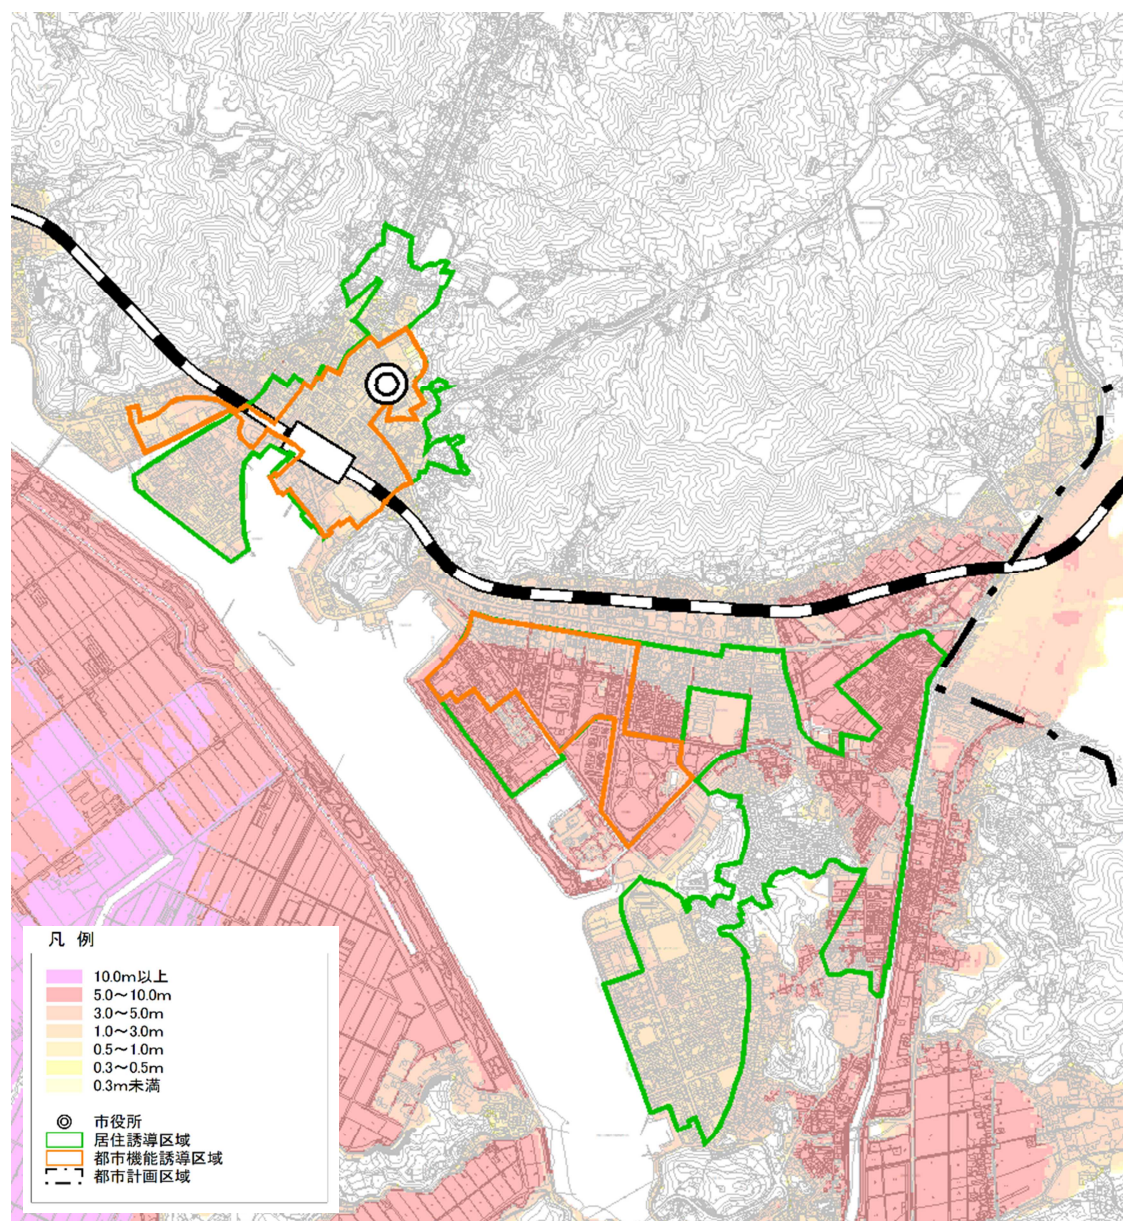 凡 例
10.0m以上
5.0～10.0m
3.0～5.0m
1.0～3.0m
0.5～1.0m
0.3～0.5m
0.3m未満
市役所
居住誘導区域
都市機能誘導区域
都市計画区域